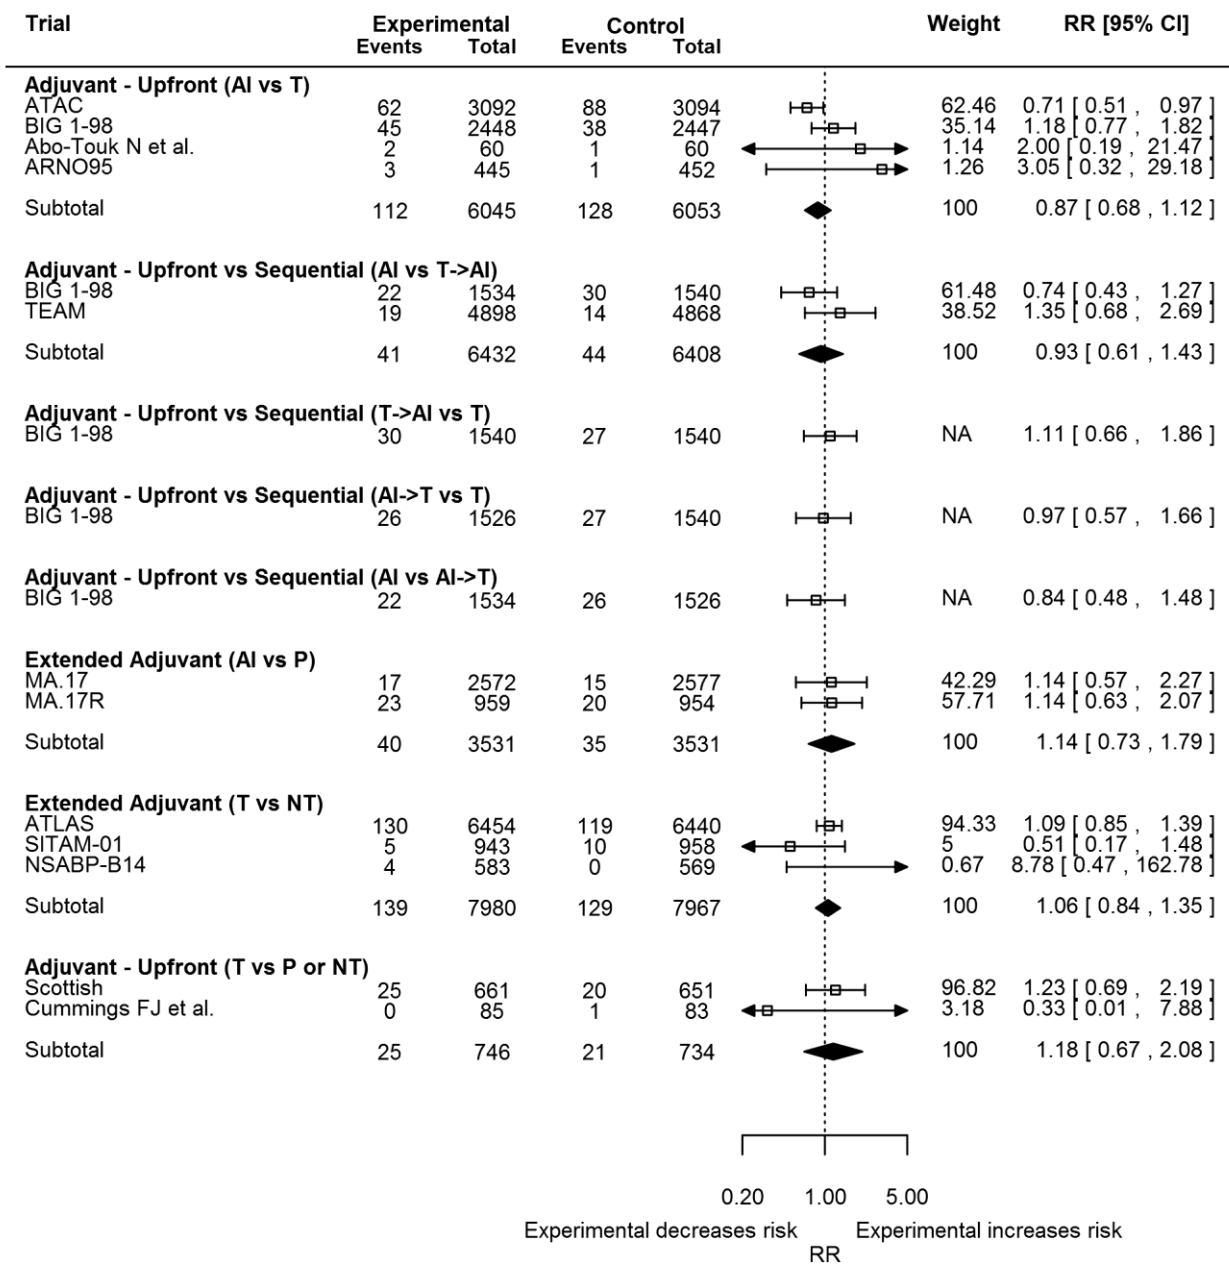 Trial Experimental Control Weight RR [95% CI]
Events Total Events Total
Adjuvant - Upfront (AI vs T)
ATAC 62 3092 88 3094 62.46 0.71 [ 0.51 , 0.97 ]
BIG 1-98 45 2448 38 2447 35.14 1.18 [ 0.77 , 1.82 ]
Abo-Touk N et al. 2 60 1 60 1.14 2.00 [ 0.19 , 21.47 ]
ARNO95 3 445 1 452 1.26 3.05 [ 0.32 , 29.18 ]
Subtotal 112 6045 128 6053 100 0.87 [ 0.68 , 1.12 ]
Adjuvant - Upfront vs Sequential (AI vs T->AI)
BIG 1-98 22 1534 30 1540 61.48 0.74 [ 0.43 , 1.27 ]
TEAM 19 4898 14 4868 38.52 1.35 [ 0.68 , 2.69 ]
Subtotal 41 6432 44 6408 100 0.93 [ 0.61 , 1.43 ]
Adjuvant - Upfront vs Sequential (T->AI vs T)
BIG 1-98 30 1540 27 1540 NA 1.11 [ 0.66 , 1.86 ]
Adjuvant - Upfront vs Sequential (AI->T vs T)
BIG 1-98 26 1526 27 1540 NA 0.97 [ 0.57 , 1.66 ]
Adjuvant - Upfront vs Sequential (AI vs AI->T)
BIG 1-98 22 1534 26 1526 NA 0.84 [ 0.48 , 1.48 ]
Extended Adjuvant (AI vs P)
MA.17 17 2572 15 2577 42.29 1.14 [ 0.57 , 2.27 ]
MA.17R 23 959 20 954 57.71 1.14 [ 0.63 , 2.07 ]
Subtotal 40 3531 35 3531 100 1.14 [ 0.73 , 1.79 ]
Extended Adjuvant (T vs NT)
ATLAS 130 6454 119 6440 94.33 1.09 [ 0.85 , 1.39 ]
SITAM-01 5 943 10 958 5 0.51 [ 0.17 , 1.48 ]
NSABP-B14 4 583 0 569 0.67 8.78 [ 0.47 , 162.78 ]
Subtotal 139 7980 129 7967 100 1.06 [ 0.84 , 1.35 ]
Adjuvant - Upfront (T vs P or NT)
Scottish 25 661 20 651 96.82 1.23 [ 0.69 , 2.19 ]
Cummings FJ et al. 0 85 1 83 3.18 0.33 [ 0.01 , 7.88 ]
Subtotal 25 746 21 734 100 1.18 [ 0.67 , 2.08 ]
0.20 1.00 5.00
Experimental decreases risk Experimental increases risk
RR